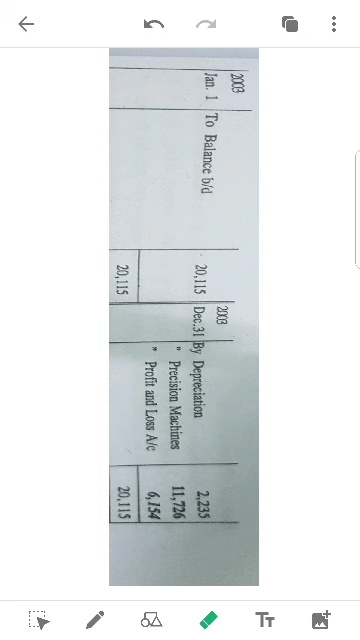 2003 2003
Jan. 1 To Balance b/d 20,115 Dec.31 By Depreciation 2,235
" Precision Machines 11,726
" Profit and Loss A/c 6,154
20,115 20,115
Tт